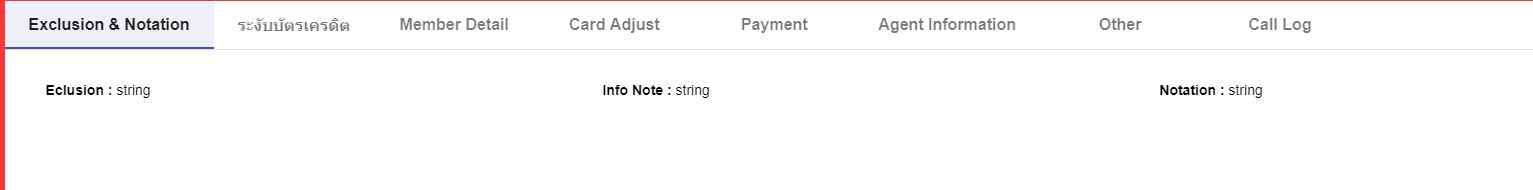 Exclusion & Notation ระงับบัตรเครดิต Member Detail Card Adjust Payment Agent Information Other Call Log
Eclusion : string Info Note : string Notation : string